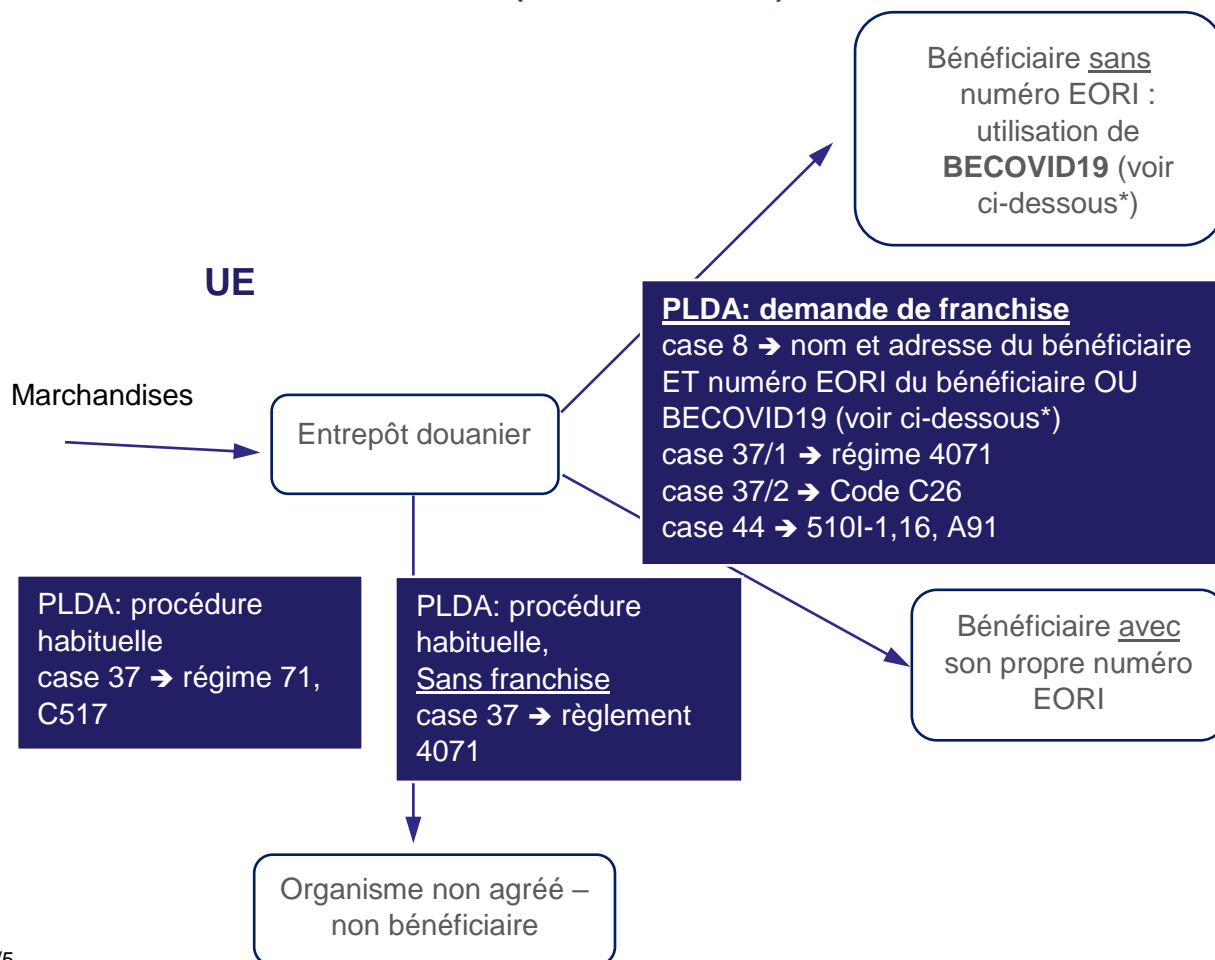 Bénéficiaire sans
numéro EORI :
utilisation de
BECOVID19 (voir
ci-dessous*)
UE
PLDA: demande de franchise
case 8 ➔ nom et adresse du bénéficiaire
ET numéro EORI du bénéficiaire OU
BECOVID19 (voir ci-dessous*)
case 37/1 ➔ régime 4071
case 37/2 ➔ Code C26
case 44 ➔ 510I-1,16, A91
Marchandises
Entrepôt douanier
PLDA: procédure
habituelle
case 37 ➔ régime 71,
C517
PLDA: procédure
habituelle,
Sans franchise
case 37 ➔ règlement
4071
Bénéficiaire avec
son propre numéro
EORI
Organisme non agréé –
non bénéficiaire